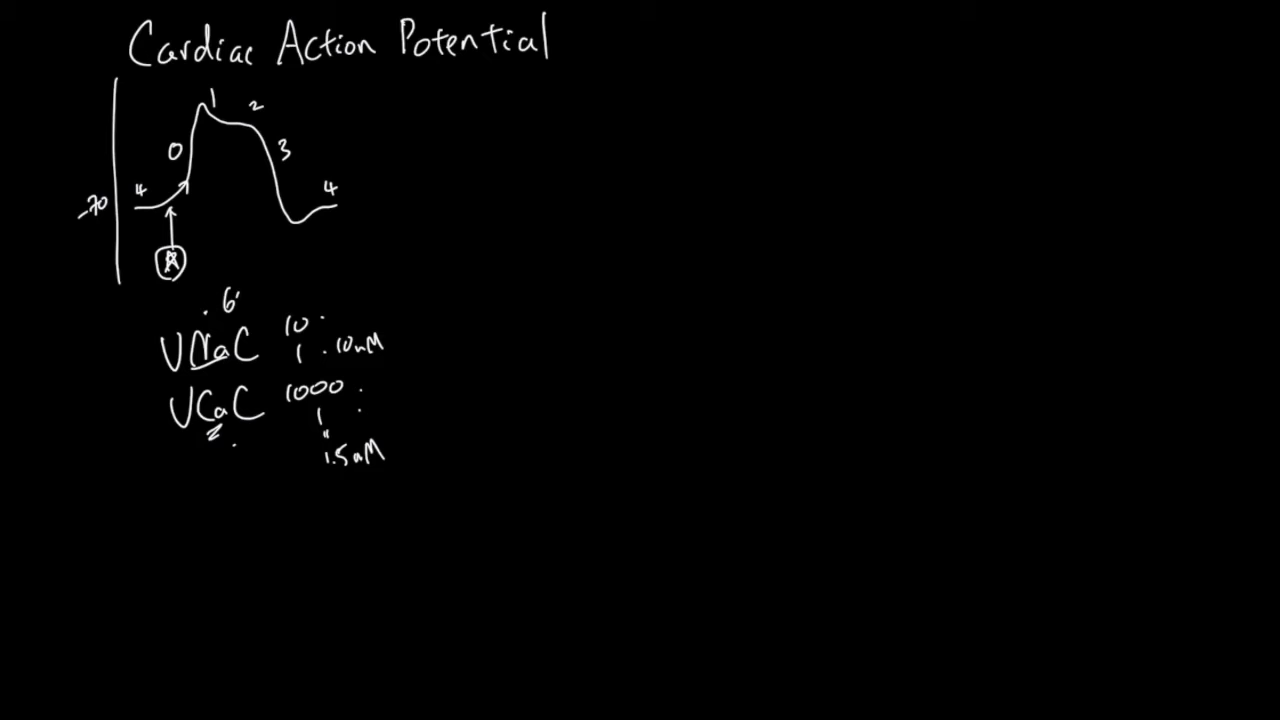 Cardiac Action Potential
1 2
0 3
4 4
-70
6
VNaC 10
1 10mM
VCaC 1000
2 1
"
1.5mM